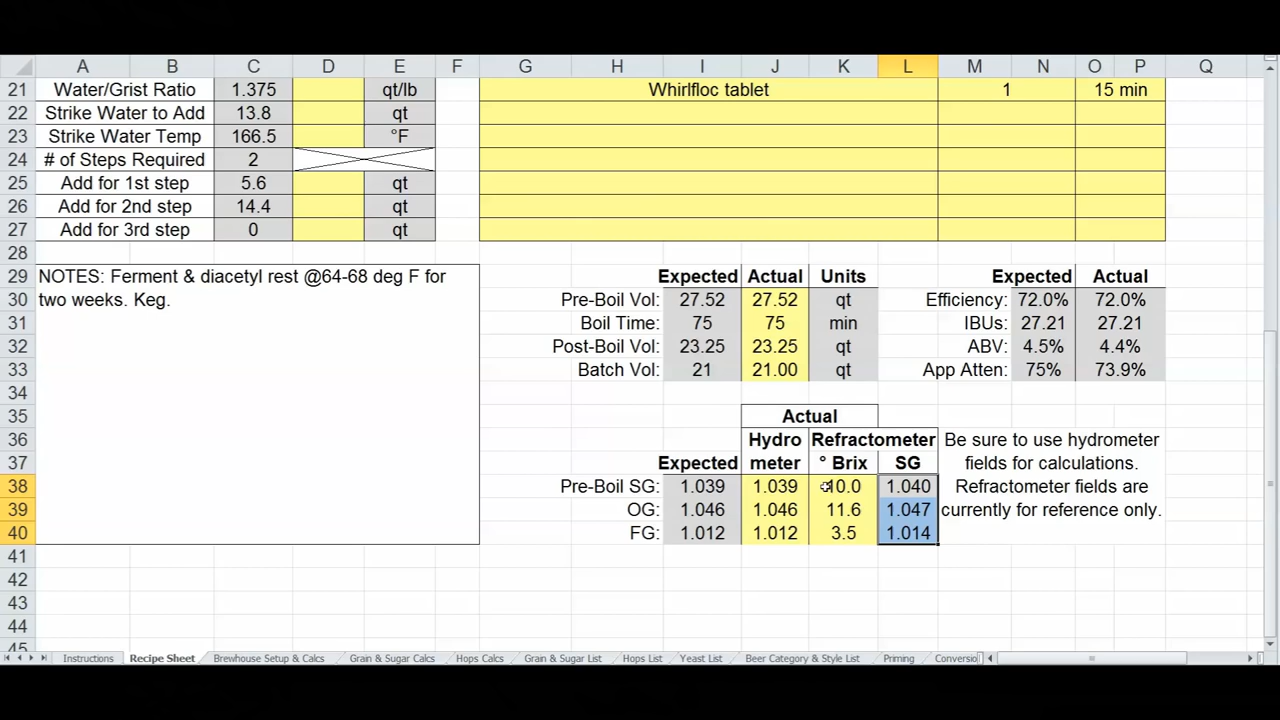 A B C D E F G H I J K L M N O P Q
21 Water/Grist Ratio 1.375 qt/lb Whirlfloc tablet 1 15 min
22 Strike Water to Add 13.8 qt
23 Strike Water Temp 166.5 °F
24 # of Steps Required 2
25 Add for 1st step 5.6 qt
26 Add for 2nd step 14.4 qt
27 Add for 3rd step 0 qt
28
29 NOTES: Ferment & diacetyl rest @64-68 deg F for Expected Actual Units Expected Actual
30 two weeks. Keg. Pre-Boil Vol: 27.52 27.52 qt Efficiency: 72.0% 72.0%
31 Boil Time: 75 75 min IBUs: 27.21 27.21
32 Post-Boil Vol: 23.25 23.25 qt ABV: 4.5% 4.4%
33 Batch Vol: 21 21.00 qt App Atten: 75% 73.9%
34
35 Actual
36 Hydro Refractometer Be sure to use hydrometer
37 Expected meter ° Brix SG fields for calculations.
38 Pre-Boil SG: 1.039 1.039 10.0 1.040 Refractometer fields are
39 OG: 1.046 1.046 11.6 1.047 currently for reference only.
40 FG: 1.012 1.012 3.5 1.014
41
42
43
44
45
Instructions Recipe Sheet Brewhouse Setup & Calcs Grain & Sugar Calcs Hops Calcs Grain & Sugar List Hops List Yeast List Beer Category & Style List Priming Conversio